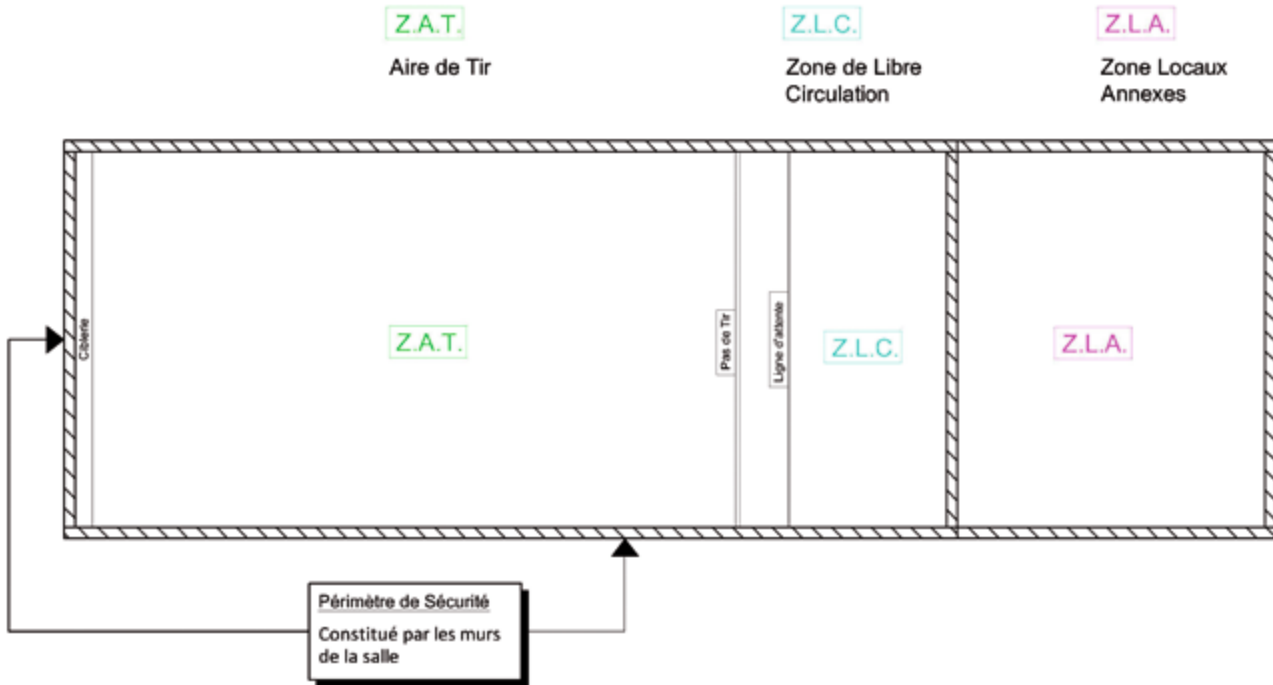 Z.A.T.
Aire de Tir
Z.L.C.
Zone de Libre
Circulation
Z.L.A.
Zone Locaux
Annexes
Ciblerie
Z.A.T.
Pas de Tir
Ligne d'attente
Z.L.C.
Z.L.A.
Périmètre de Sécurité
Constitué par les murs
de la salle